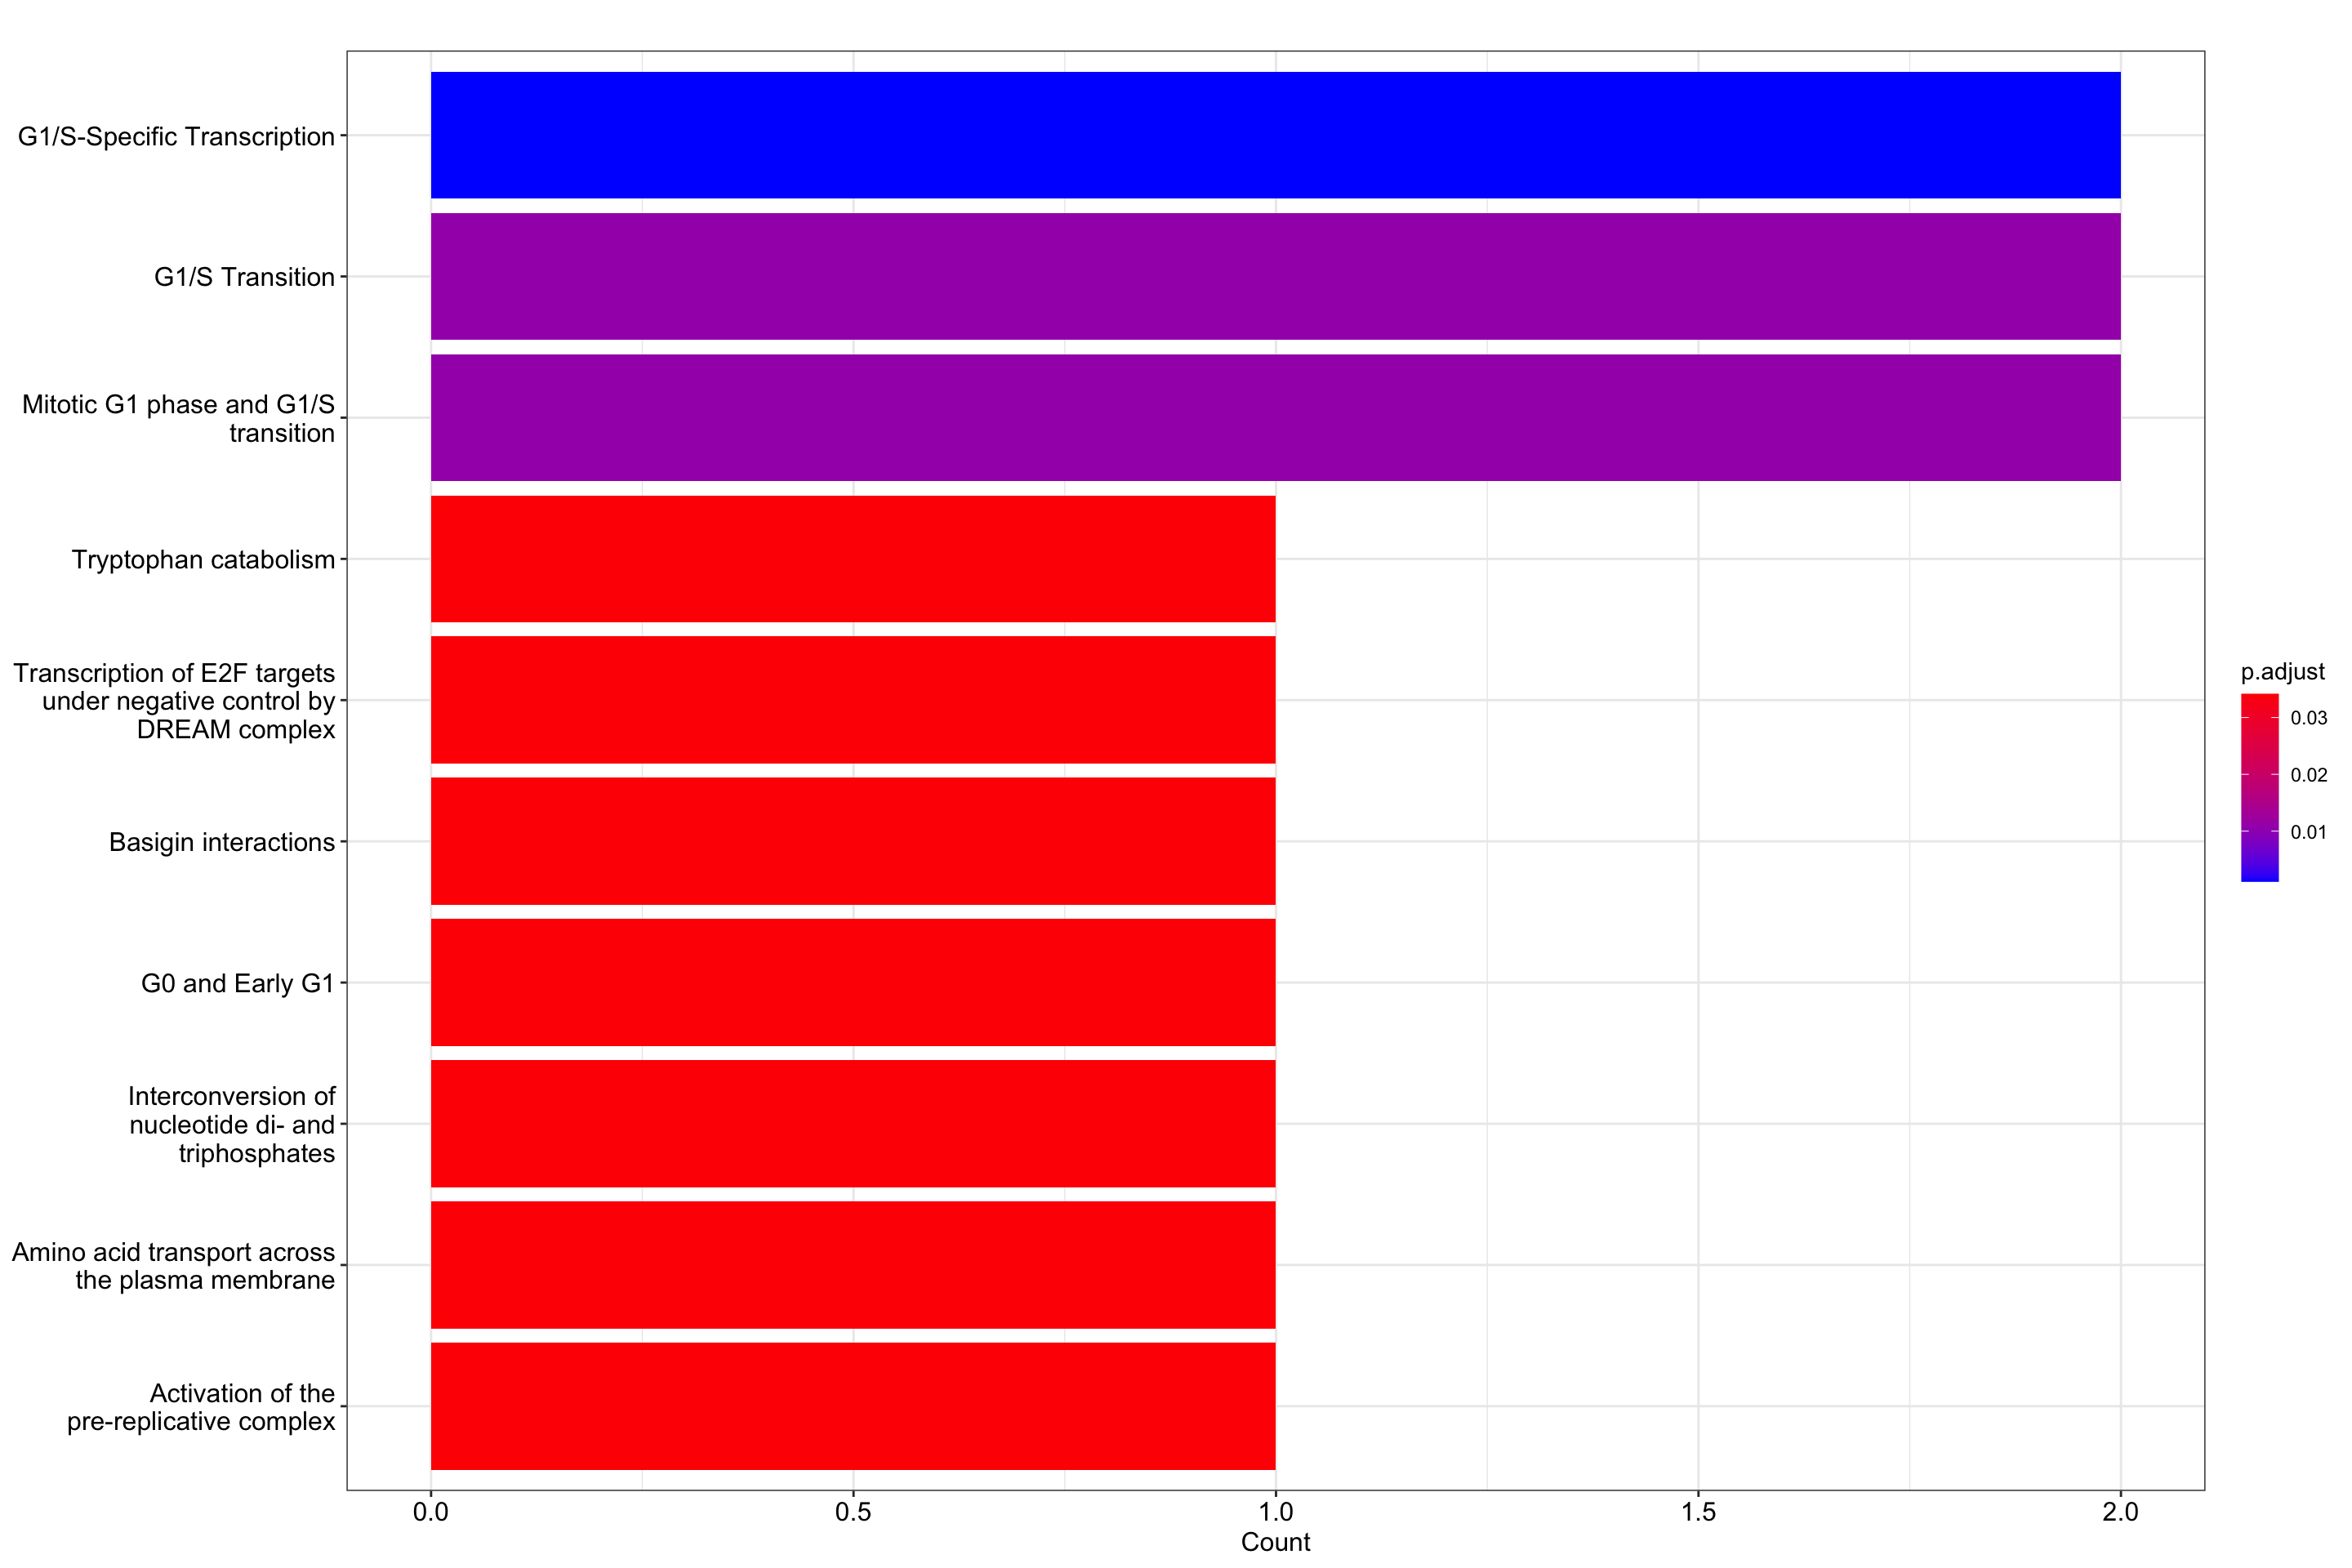 G1/S-Specific Transcription
G1/S Transition
Mitotic G1 phase and G1/S
transition
Tryptophan catabolism
Transcription of E2F targets
under negative control by
DREAM complex
Basigin interactions
G0 and Early G1
Interconversion of
nucleotide di- and
triphosphates
Amino acid transport across
the plasma membrane
Activation of the
pre-replicative complex
0.0 0.5 1.0 1.5 2.0
Count
p.adjust
0.03
0.02
0.01